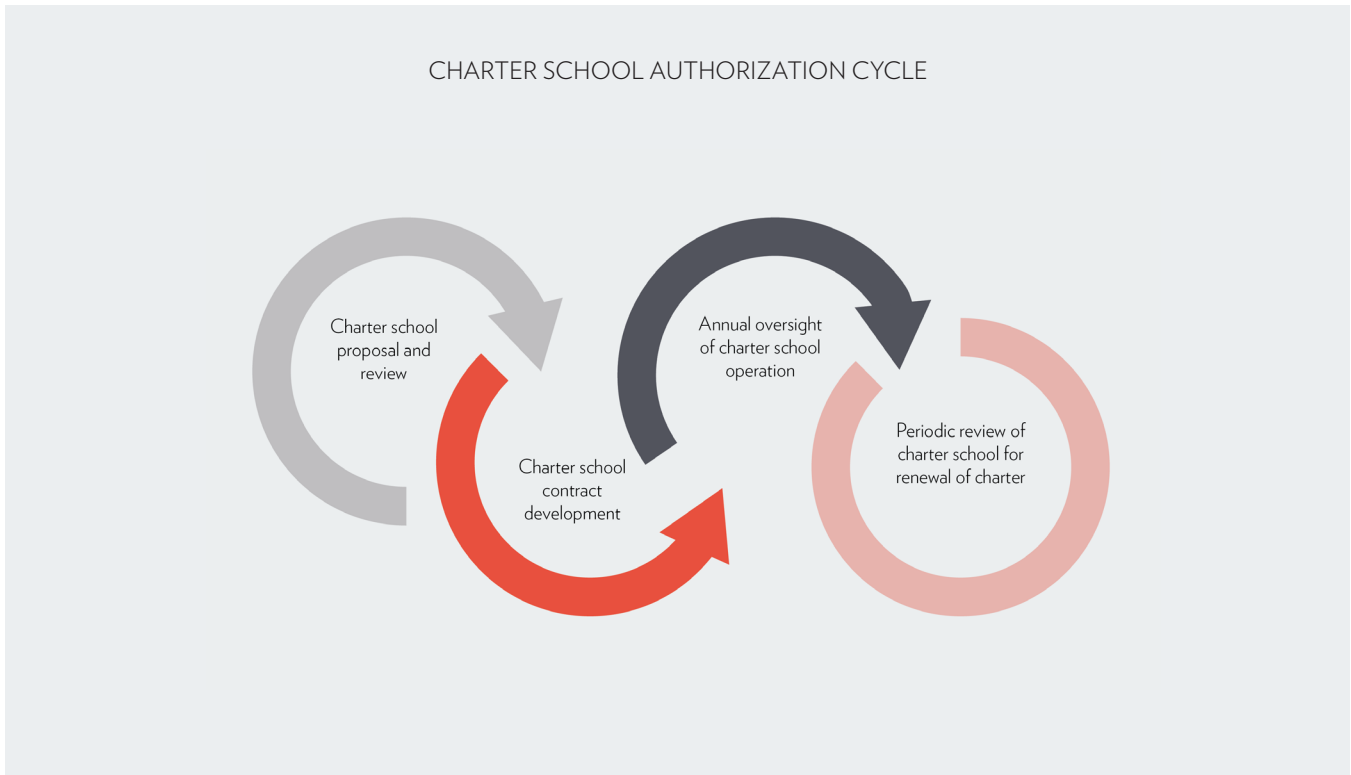 CHARTER SCHOOL AUTHORIZATION CYCLE
Charter school
proposal and
review
Charter school
contract
development
Annual oversight
of charter school
operation
Periodic review of
charter school for
renewal of charter